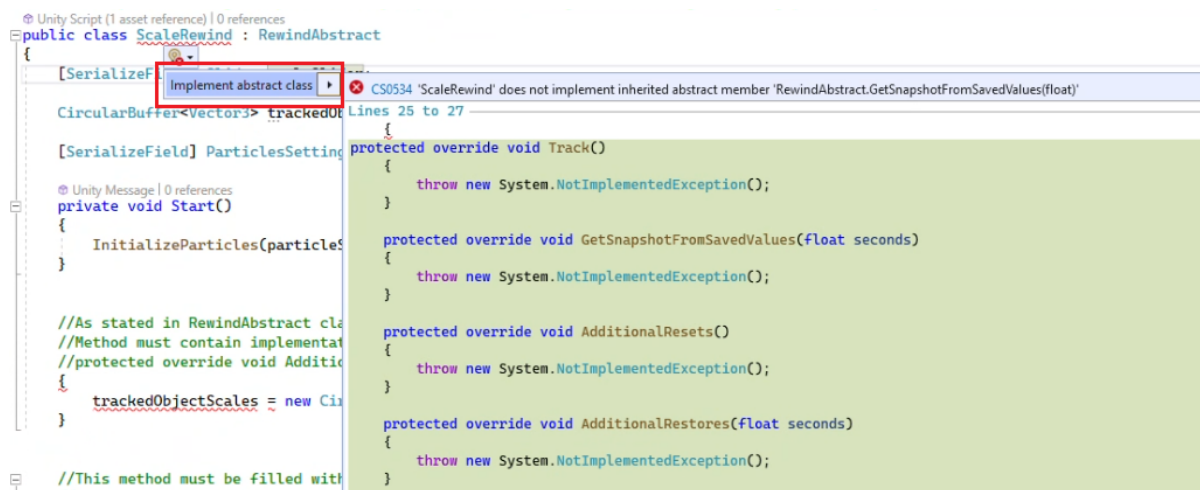 Unity Script (1 asset reference) | 0 references
public class ScaleRewind : RewindAbstract
{
[SerializeFi
Implement abstract class
CircularBuffer<Vector3> trackedOb
[SerializeField] ParticlesSetting
Unity Message | 0 references
private void Start()
{
InitializeParticles(particleS
}
//As stated in RewindAbstract cla
//Method must contain implementat
//protected override void Additio
{
trackedObjectScales = new Cir
}
//This method must be filled with
CS0534 'ScaleRewind' does not implement inherited abstract member 'RewindAbstract.GetSnapshotFromSavedValues(float)'
Lines 25 to 27
{
protected override void Track()
{
throw new System.NotImplementedException();
}
protected override void GetSnapshotFromSavedValues(float seconds)
{
throw new System.NotImplementedException();
}
protected override void AdditionalResets()
{
throw new System.NotImplementedException();
}
protected override void AdditionalRestores(float seconds)
{
throw new System.NotImplementedException();
}